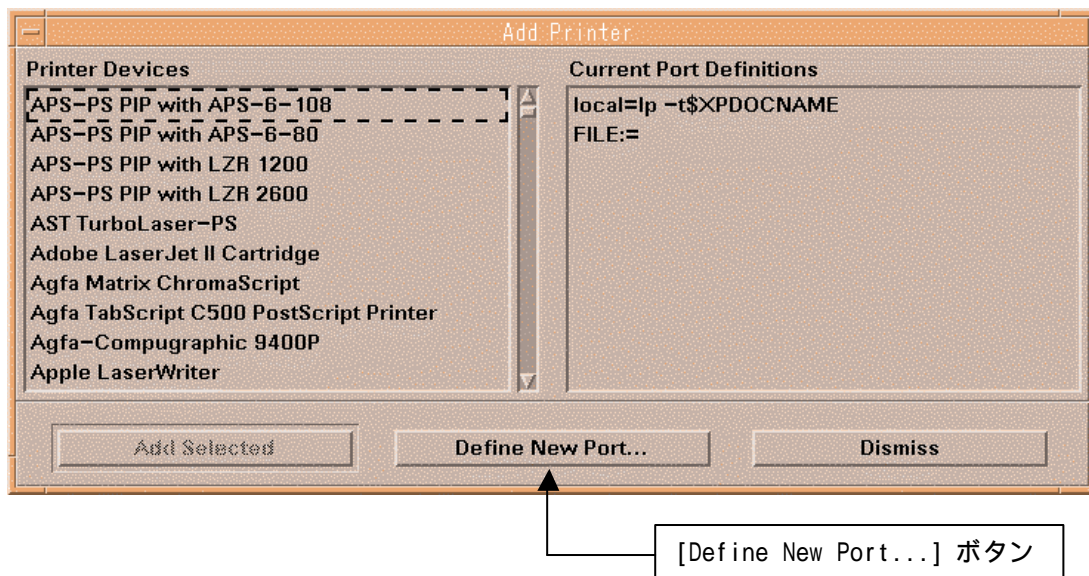 Add Printer
Printer Devices
APS-PS PIP with APS-6-108
APS-PS PIP with APS-6-80
APS-PS PIP with LZR 1200
APS-PS PIP with LZR 2600
AST TurboLaser-PS
Adobe LaserJet II Cartridge
Agfa Matrix ChromaScript
Agfa TabScript C500 PostScript Printer
Agfa-Compugraphic 9400P
Apple LaserWriter
Current Port Definitions
local=lp -t$XPDOCNAME
FILE:=
Add Selected
Define New Port...
Dismiss
[Define New Port...] ボタン